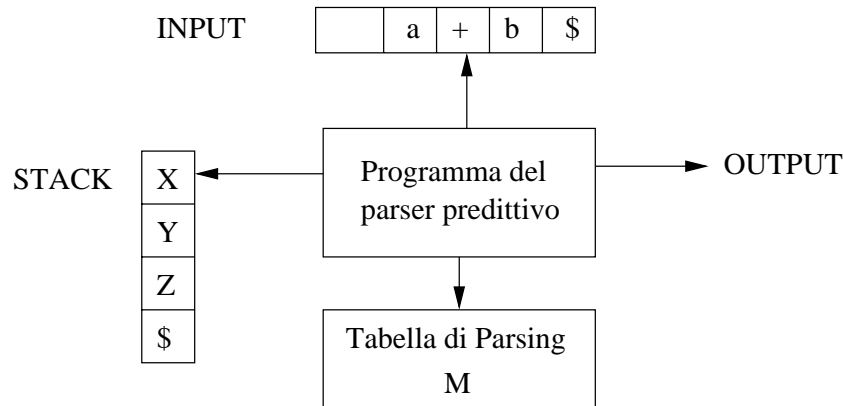 INPUT
a + b $
Programma del
parser predittivo
OUTPUT
STACK
X
Y
Z
$
Tabella di Parsing
M